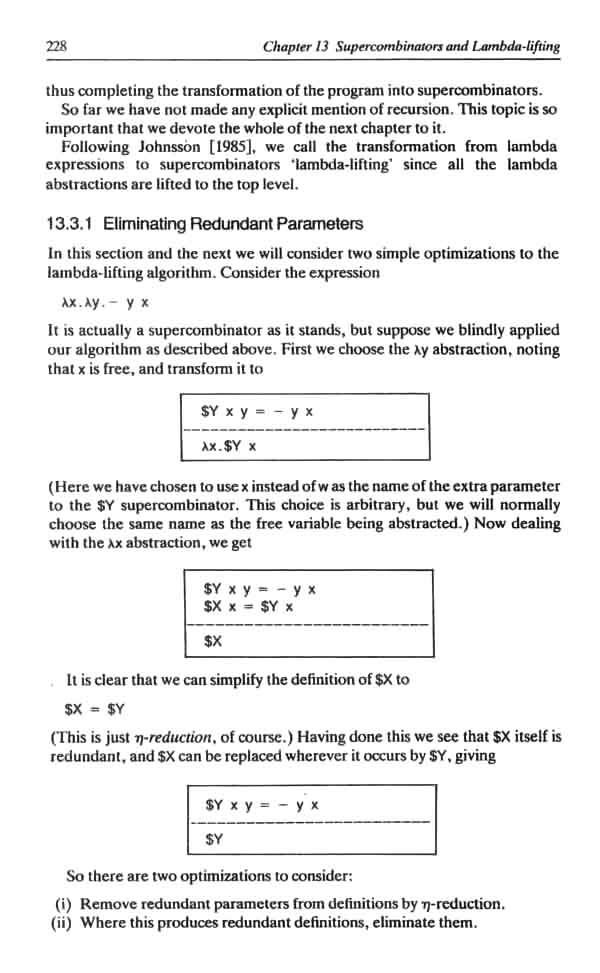 228 Chapter 13 Supercombinators and Lambda-lifting
thus completing the transformation of the program into supercombinators.
So far we have not made any explicit mention of recursion. This topic is so
important that we devote the whole of the next chapter to it.
Following Johnsson [1985], we call the transformation from lambda
expressions to supercombinators ‘lambda-lifting’ since all the lambda
abstractions are lifted to the top level.
13.3.1 Eliminating Redundant Parameters
In this section and the next we will consider two simple optimizations to the
lambda-lifting algorithm. Consider the expression
λx.λy.- y x
It is actually a supercombinator as it stands, but suppose we blindly applied
our algorithm as described above. First we choose the λy abstraction, noting
that x is free, and transform it to
$Y x y = - y x
λx.$Y x
(Here we have chosen to use x instead of w as the name of the extra parameter
to the $Y supercombinator. This choice is arbitrary, but we will normally
choose the same name as the free variable being abstracted.) Now dealing
with the λx abstraction, we get
$Y x y = - y x
$X x = $Y x
$X
It is clear that we can simplify the definition of $X to
$X = $Y
(This is just η-reduction, of course.) Having done this we see that $X itself is
redundant, and $X can be replaced wherever it occurs by $Y, giving
$Y x y = - y x
$Y
So there are two optimizations to consider:
(i) Remove redundant parameters from definitions by η-reduction.
(ii) Where this produces redundant definitions, eliminate them.